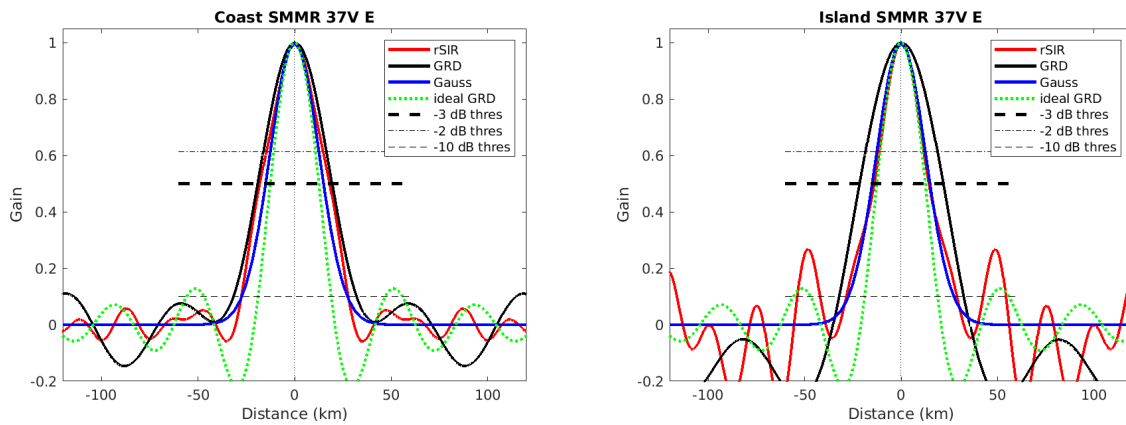 Coast SMMR 37V E
1
0.8
0.6
0.4
0.2
0
-0.2
Gain
-100
-50
0
50
100
Distance (km)
rSIR
GRD
Gauss
ideal GRD
-3 dB thres
-2 dB thres
-10 dB thres
Island SMMR 37V E
1
0.8
0.6
0.4
0.2
0
-0.2
Gain
-100
-50
0
50
100
Distance (km)
rSIR
GRD
Gauss
ideal GRD
-3 dB thres
-2 dB thres
-10 dB thres